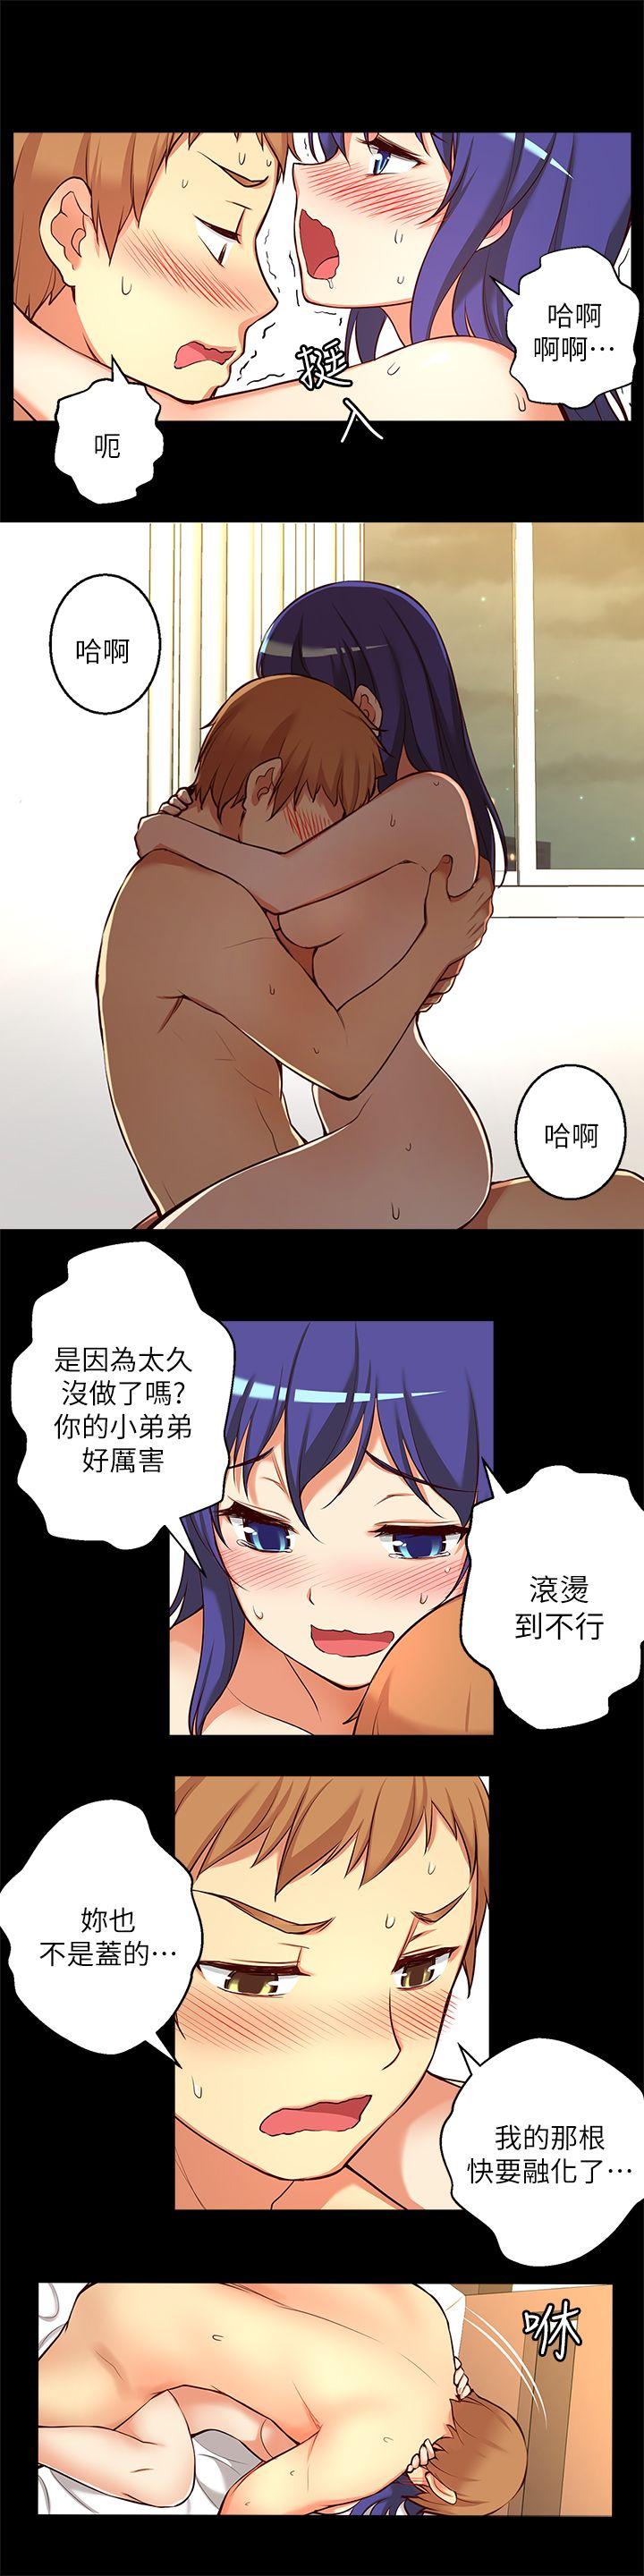 哈啊
啊啊⋯
挺
入
呃
哈啊
哈啊
是因為太久
沒做了嗎?
你的小弟弟
好厲害
滾燙
到不行
妳也
不是蓋的⋯
我的那根
快要融化了⋯
咻